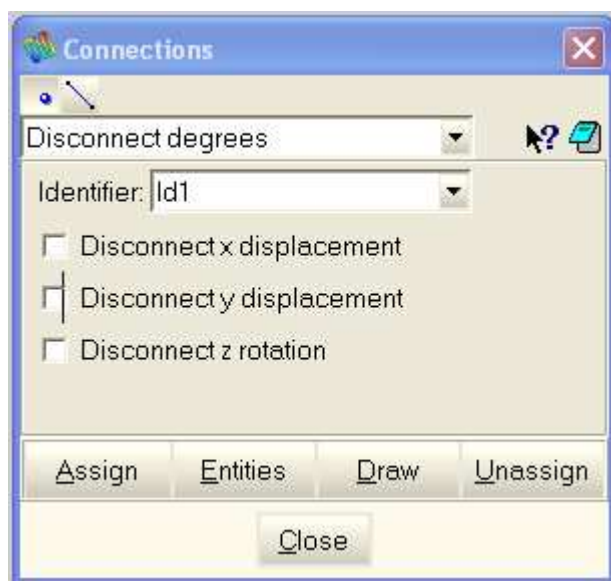 Connections
Disconnect degrees
Identifier: Id1
Disconnect x displacement
Disconnect y displacement
Disconnect z rotation
Assign Entities Draw Unassign
Close